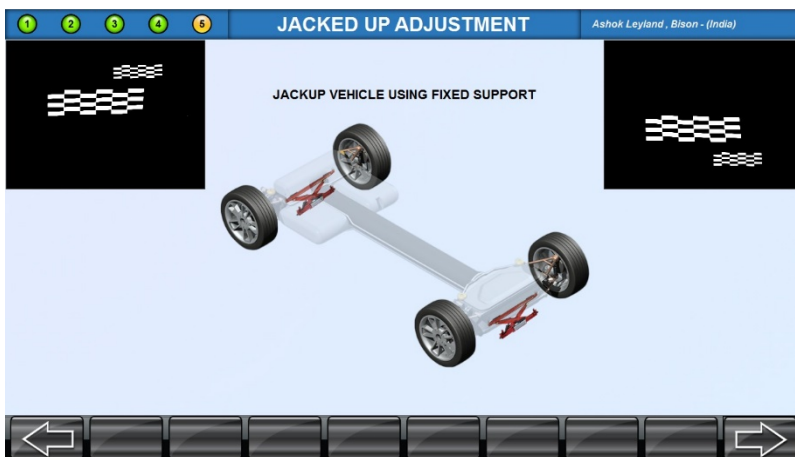 1 2 3 4 5 JACKED UP ADJUSTMENT Ashok Leyland , Bison - (India)
JACKUP VEHICLE USING FIXED SUPPORT